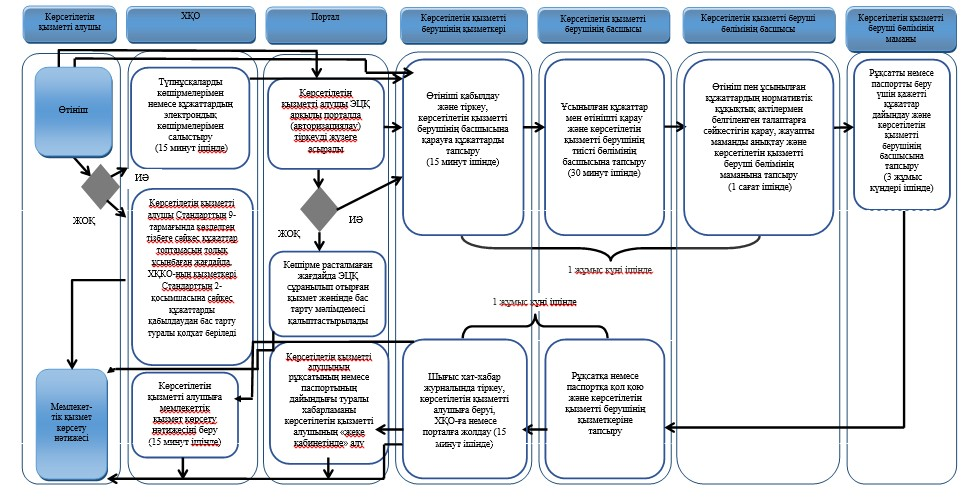 Көрсетілетін
қызметті алушы
ХҚО
Портал
Көрсетілетін қызметті
берушінің қызметкері
Көрсетілетін қызметті
берушінің басшысы
Көрсетілетін қызметті беруші
бөлімінің басшысы
Көрсетілетін қызметті
беруші бөлімінің
маманы
Өтініш
Түпнұсқаларды
көшірмелерімен
немесе құжаттардың
электрондық
көшірмелерімен
салыстыру
(15 минут ішінде)
Көрсетілетін
қызметті алушы ЭЦҚ
арқылы порталда
(авторизациялау)
тіркеуді жүзеге
асырады
Өтінішті қабылдау
және тіркеу,
көрсетілетін қызметті
берушінің басшысына
қарауға құжаттарды
тапсыру
(15 минут ішінде)
Ұсынылған құжаттар
мен өтінішті қарау
және көрсетілетін
қызметті берушінің
тиісті бөлімінің
басшысына тапсыру
(30 минут ішінде)
Өтініш пен ұсынылған
құжаттардың нормативтік
құқықтық актілермен
белгіленген талаптарға
сәйкестігін қарау, жауапты
маманды анықтау және
көрсетілетін қызметті
беруші бөлімінің
маманына тапсыру
(1 сағат ішінде)
Рұқсатты немесе
паспортты беру
үшін қажетті
құжаттар
дайындау және
көрсетілетін
қызметті
берушінің
басшысына
тапсыру
(3 жұмыс
күндері ішінде)
ИӘ
ЖОҚ
ИӘ
ЖОҚ
Көрсетілетін қызметті
алушы Стандарттың 9-
тармағында көзделген
тізбеге сәйкес құжаттар
топтамасын толық
ұсынбаған жағдайда,
ХҚКО-ның қызметкері
Стандарттың 2-
қосымшасына сәйкес
құжаттарды
қабылдаудан бас тарту
туралы қолхат беріледі
Көшірме расталмаған
жағдайда ЭЦҚ
сұранылып отырған
қызмет жөнінде бас
тарту мәлімдемесі
қалыптастырылады
1 жұмыс күні ішінде
1 жұмыс күні ішінде
Мемлекет-
тік қызмет
көрсету
нәтижесі
Көрсетілетін
қызметті алушыға
мемлекеттік
қызмет көрсету
нәтижесіні беру
(15 минут ішінде)
Көрсетілетін қызметті
алушының
рұқсатының немесе
паспортының
дайындығы туралы
хабарламаны
көрсетілетін қызметті
алушының «жеке
кабинетінде» алу
Шығыс хат-хабар
журналында тіркеу,
көрсетілетін қызметті
алушыға беруі,
ХҚО-ға немесе
порталға жолдау (15
минут ішінде)
Рұқсатқа немесе
паспортқа қол қою
және көрсетілетін
қызметті берушінің
қызметкеріне
тапсыру